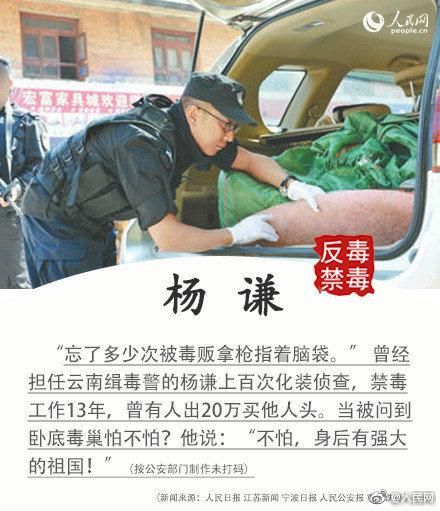 人民网
people.cn
宏富家具城欢迎
反毒
禁毒
杨 谦
“忘了多少次被毒贩拿枪指着脑袋。” 曾经
担任云南缉毒警的杨谦上百次化装侦查，禁毒
工作13年，曾有人出20万买他人头。当被问到
卧底毒巢怕不怕？他说：“不怕，身后有强大
的祖国！”（按公安部门制作未打码）
（新闻来源：人民日报 江苏新闻 宁波日报 人民公安报
@人民网